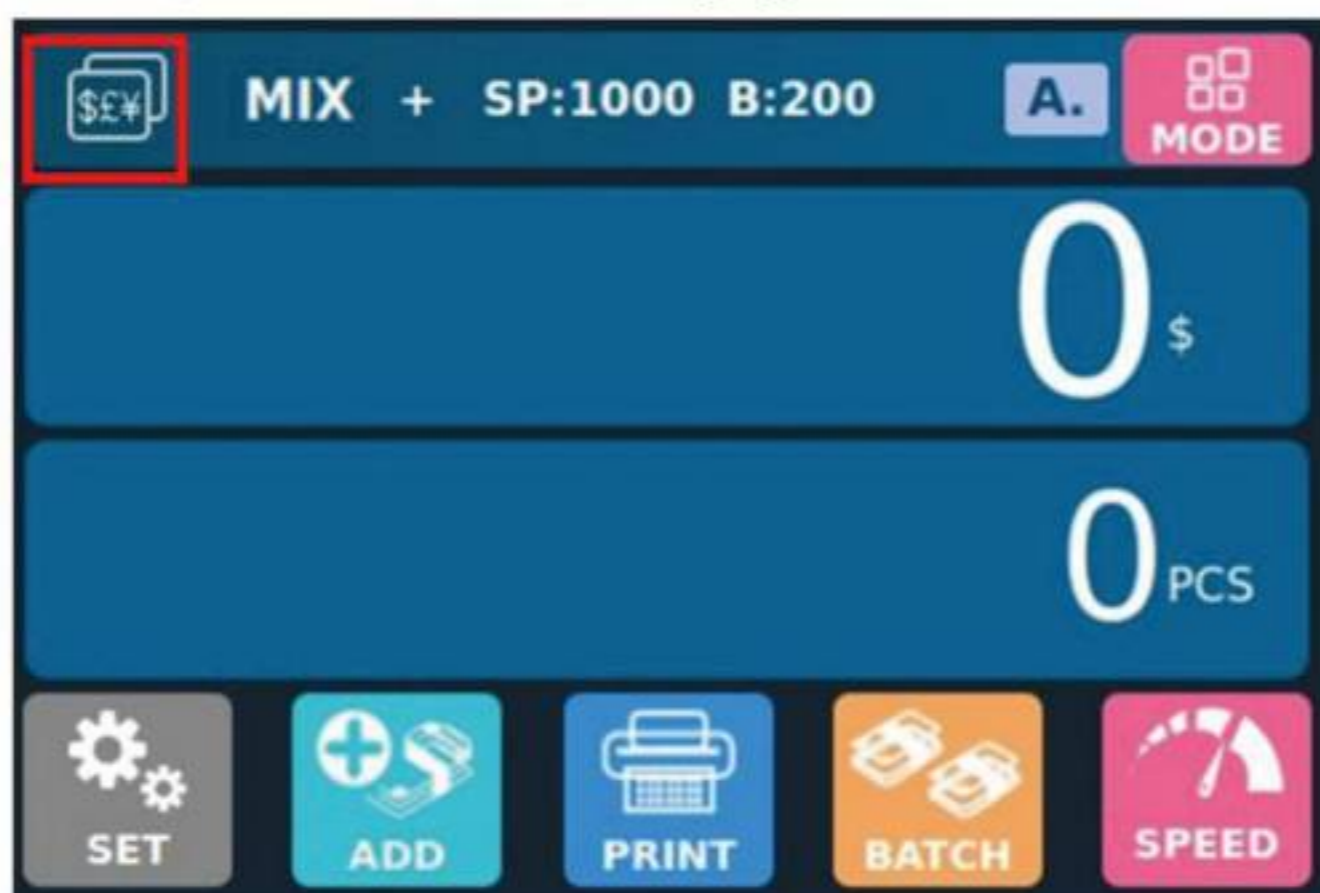 $£¥ MIX + SP:1000 B:200 A. MODE
0 $
0 PCS
SET ADD PRINT BATCH SPEED